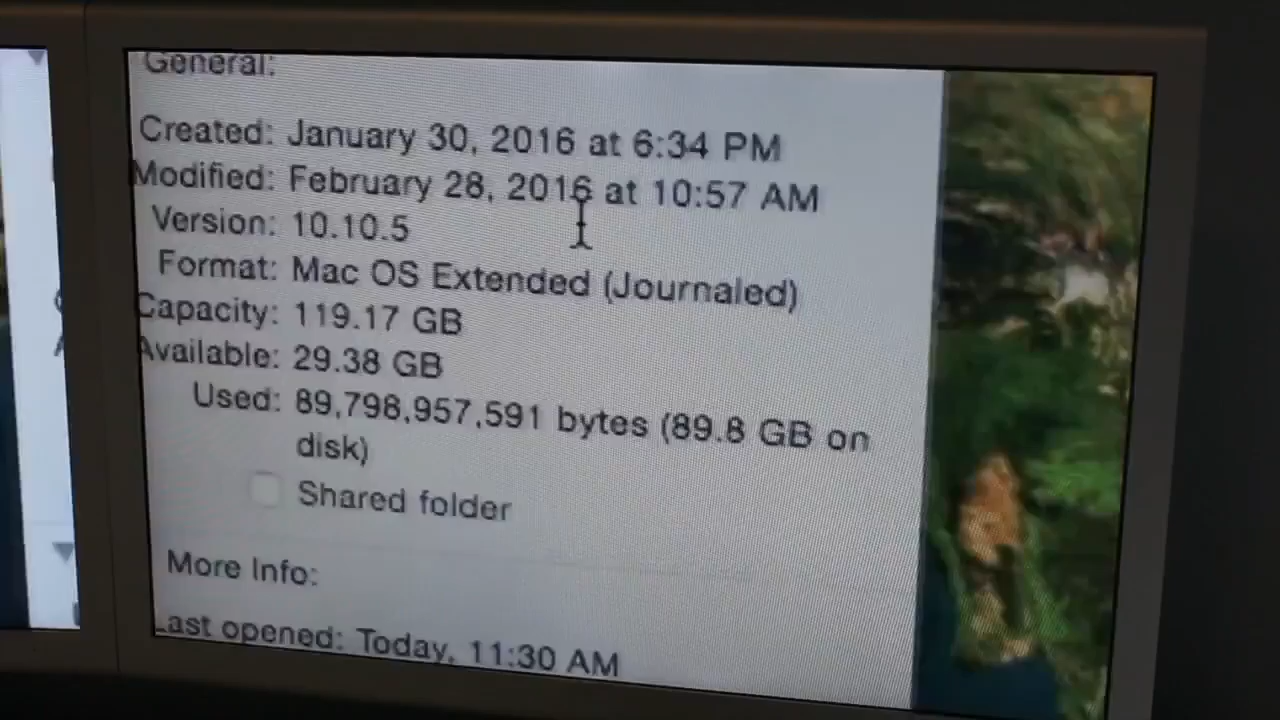 General:
Created: January 30, 2016 at 6:34 PM
Modified: February 28, 2016 at 10:57 AM
Version: 10.10.5
Format: Mac OS Extended (Journaled)
Capacity: 119.17 GB
Available: 29.38 GB
Used: 89,798,957,591 bytes (89.8 GB on
disk)
Shared folder
More Info:
Last opened: Today, 11:30 AM